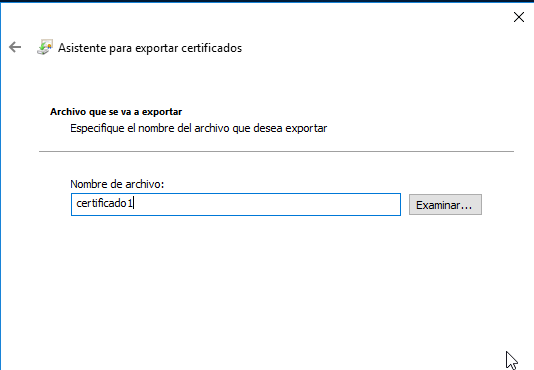 Asistente para exportar certificados
Archivo que se va a exportar
Especifique el nombre del archivo que desea exportar
Nombre de archivo:
certificado1
Examinar...